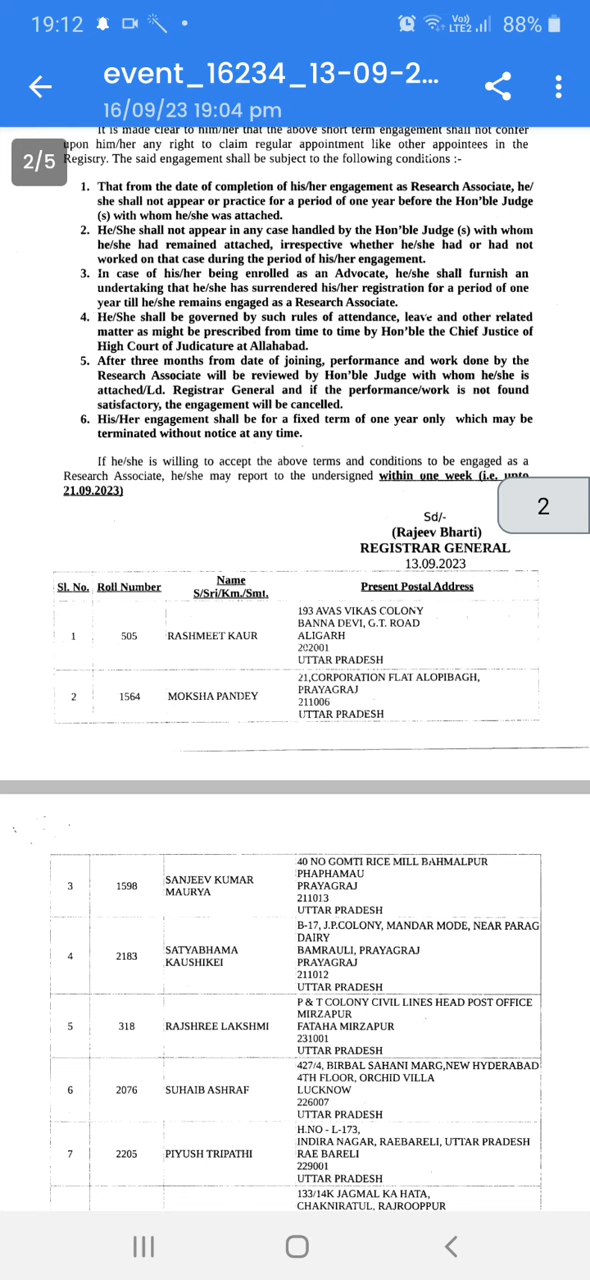 19:12
Vo))
LTE2
88%
event_16234_13-09-2...
16/09/23 19:04 pm
2/5
It is made clear to him/her that the above short term engagement shall not confer
upon him/her any right to claim regular appointment like other appointees in the
Registry. The said engagement shall be subject to the following conditions :-
1. That from the date of completion of his/her engagement as Research Associate, he/
she shall not appear or practice for a period of one year before the Hon'ble Judge
(s) with whom he/she was attached.
2. He/She shall not appear in any case handled by the Hon'ble Judge (s) with whom
he/she had remained attached, irrespective whether he/she had or had not
worked on that case during the period of his/her engagement.
3. In case of his/her being enrolled as an Advocate, he/she shall furnish an
undertaking that he/she has surrendered his/her registration for a period of one
year till he/she remains engaged as a Research Associate.
4. He/She shall be governed by such rules of attendance, leave and other related
matter as might be prescribed from time to time by Hon'ble the Chief Justice of
High Court of Judicature at Allahabad.
5. After three months from date of joining, performance and work done by the
Research Associate will be reviewed by Hon'ble Judge with whom he/she is
attached/Ld. Registrar General and if the performance/work is not found
satisfactory, the engagement will be cancelled.
6. His/Her engagement shall be for a fixed term of one year only which may be
terminated without notice at any time.
If he/she is willing to accept the above terms and conditions to be engaged as a
Research Associate, he/she may report to the undersigned within one week (i.e. upto
21.09.2023)
2
Sd/-
(Rajeev Bharti)
REGISTRAR GENERAL
13.09.2023
Sl. No. Roll Number Name S/Sri/Km./Smt. Present Postal Address
1 505 RASHMEET KAUR
193 AVAS VIKAS COLONY
BANNA DEVI, G.T. ROAD
ALIGARH
202001
UTTAR PRADESH
2 1564 MOKSHA PANDEY
21,CORPORATION FLAT ALOPIBAGH,
PRAYAGRAJ
211006
UTTAR PRADESH
3 1598 SANJEEV KUMAR
MAURYA
40 NO GOMTI RICE MILL BAHMALPUR
PHAPHAMAU
PRAYAGRAJ
211013
UTTAR PRADESH
4 2183 SATYABHAMA
KAUSHIKEI
B-17, J.P.COLONY, MANDAR MODE, NEAR PARAG
DAIRY
BAMRAULI, PRAYAGRAJ
PRAYAGRAJ
211012
UTTAR PRADESH
5 318 RAJSHREE LAKSHMI
P & T COLONY CIVIL LINES HEAD POST OFFICE
MIRZAPUR
FATAHA MIRZAPUR
231001
UTTAR PRADESH
6 2076 SUHAIB ASHRAF
427/4, BIRBAL SAHANI MARG,NEW HYDERABAD
4TH FLOOR, ORCHID VILLA
LUCKNOW
226007
UTTAR PRADESH
7 2205 PIYUSH TRIPATHI
H.NO - L-173,
INDIRA NAGAR, RAEBARELI, UTTAR PRADESH
RAE BARELI
229001
UTTAR PRADESH
133/14K JAGMAL KA HATA,
CHAKNIRATUL, RAJROOPPUR